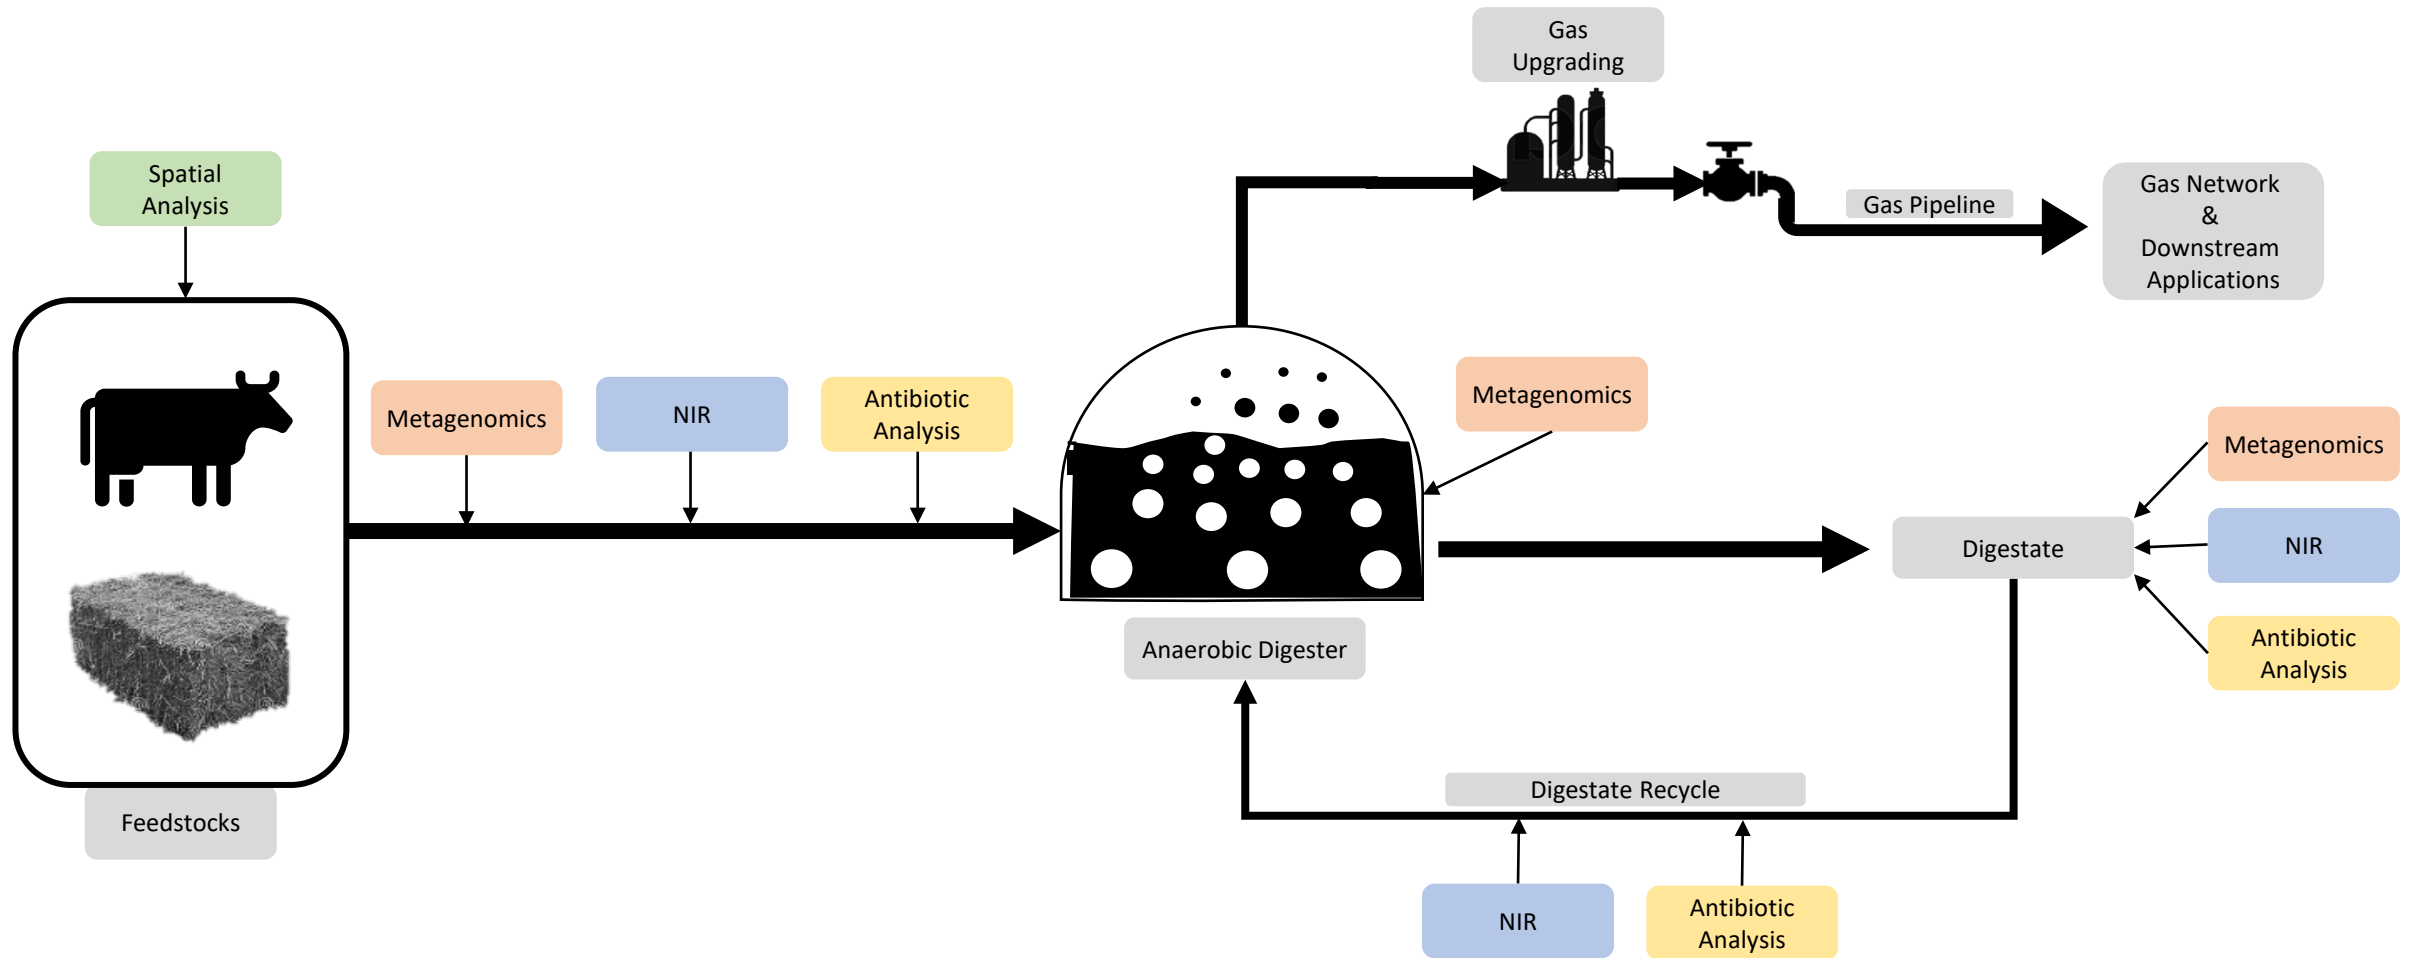 Gas
Upgrading
Spatial
Analysis
Gas Pipeline
Gas Network
&
Downstream
Applications
Metagenomics
NIR
Antibiotic
Analysis
Metagenomics
Metagenomics
NIR
Antibiotic
Analysis
Digestate
Anaerobic Digester
Digestate Recycle
Feedstocks
NIR
Antibiotic
Analysis